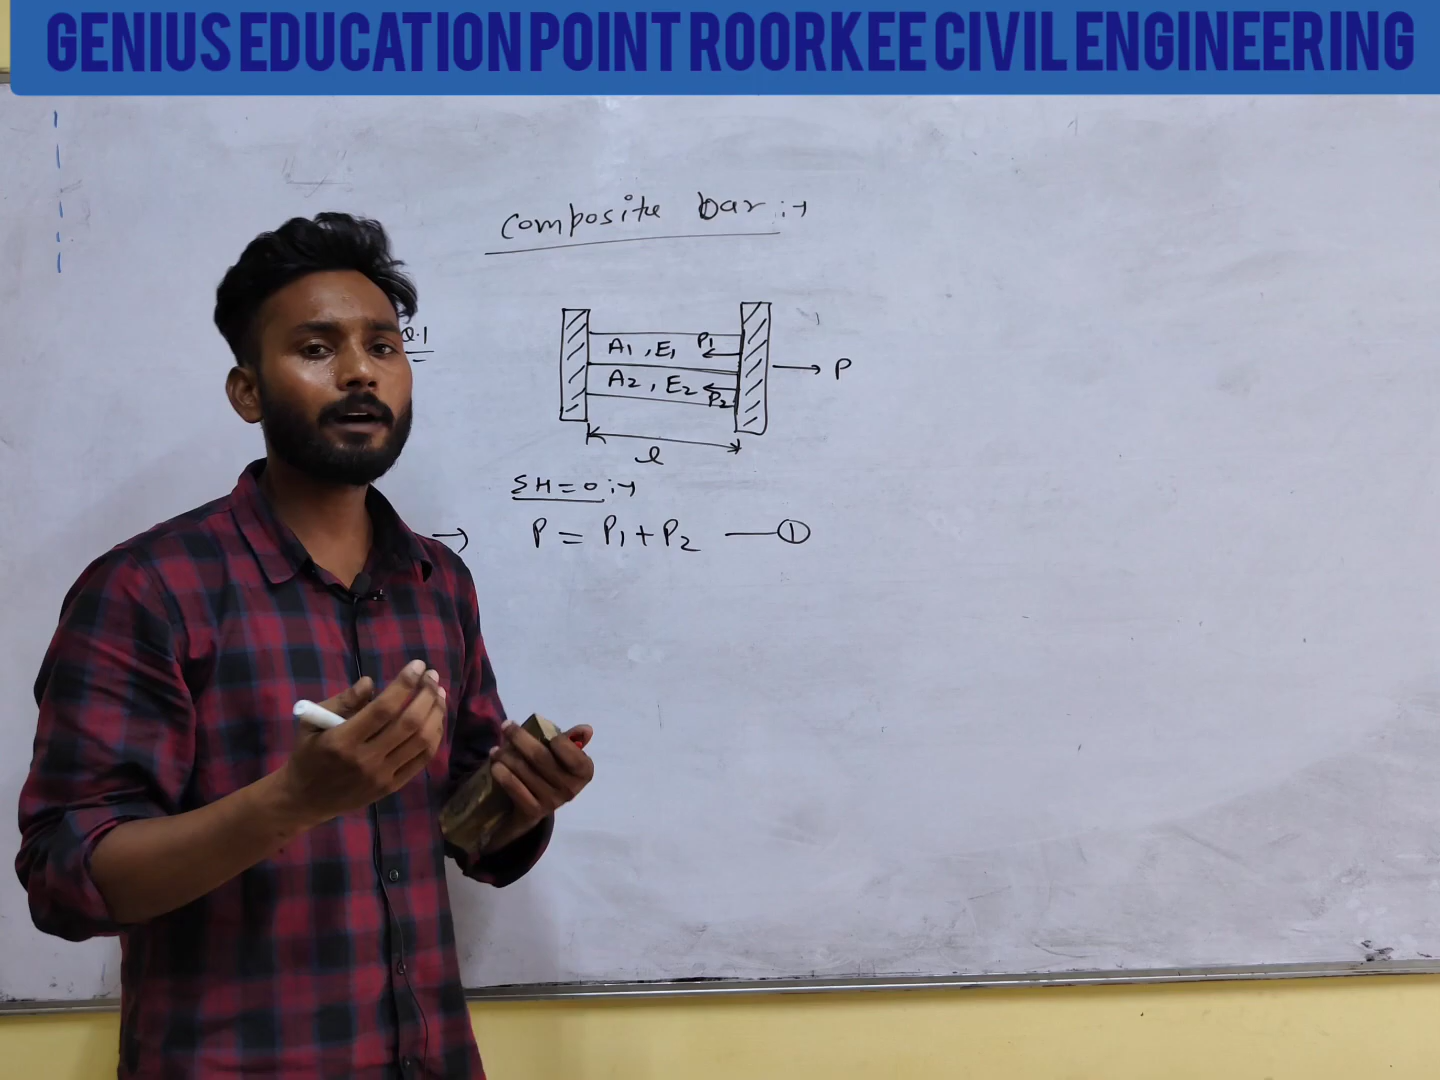 GENIUS EDUCATION POINT ROORKEE CIVIL ENGINEERING
Composite bar :-
Q.1
A1, E1 P1
P
A2, E2 P2
l
ΣH = 0 :-
→ P = P1 + P2 —①